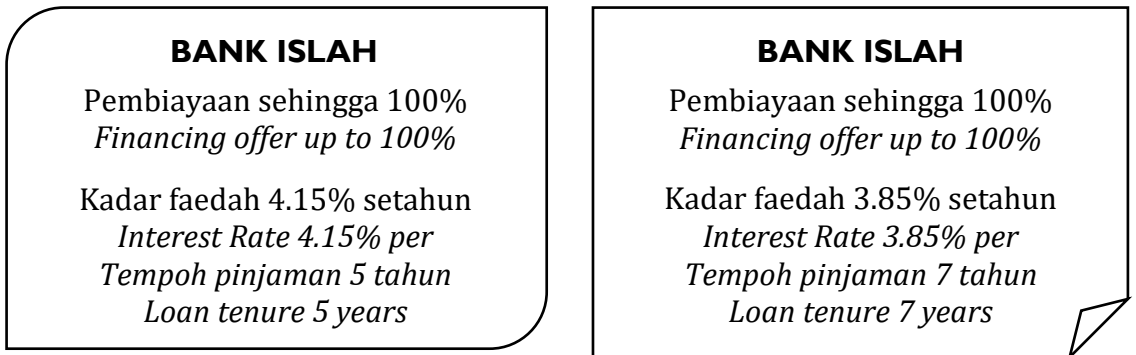 BANK ISLAH
Pembiayaan sehingga 100%
Financing offer up to 100%
Kadar faedah 4.15% setahun
Interest Rate 4.15% per
Tempoh pinjaman 5 tahun
Loan tenure 5 years
BANK ISLAH
Pembiayaan sehingga 100%
Financing offer up to 100%
Kadar faedah 3.85% setahun
Interest Rate 3.85% per
Tempoh pinjaman 7 tahun
Loan tenure 7 years